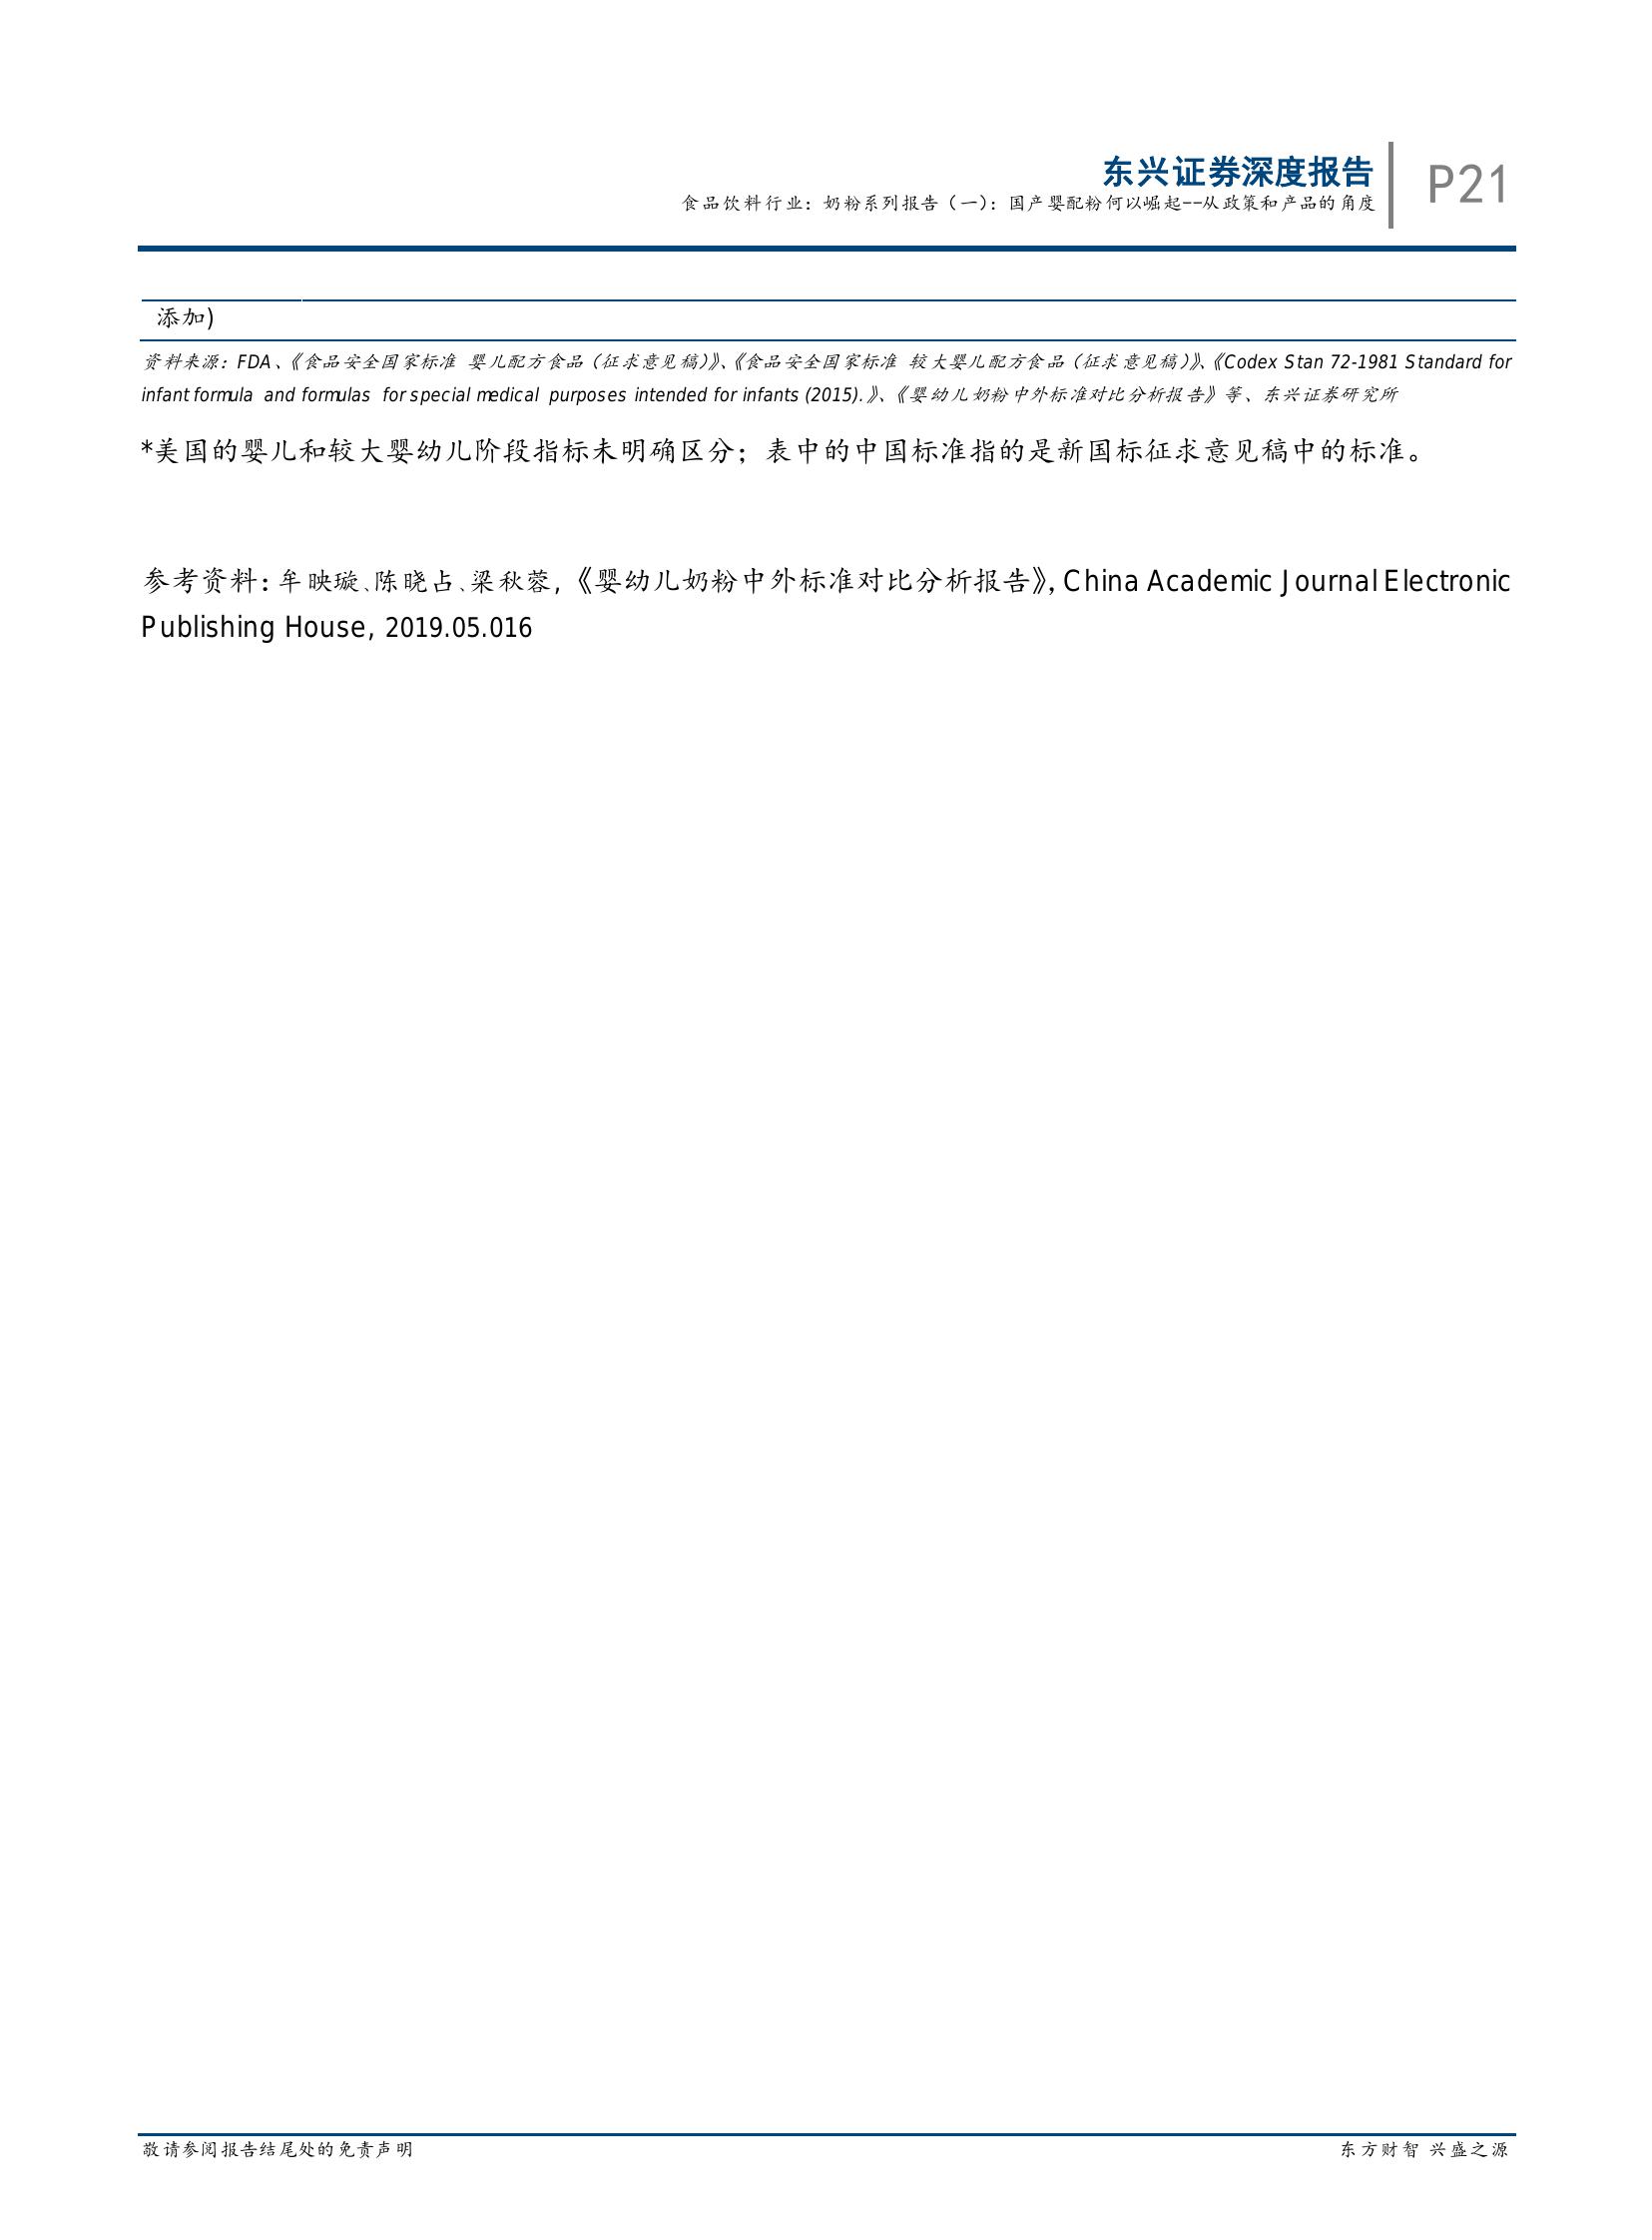 东兴证券深度报告
食品饮料行业：奶粉系列报告（一）：国产婴配粉何以崛起--从政策和产品的角度
P21
添加)
资料来源：FDA、《食品安全国家标准 婴儿配方食品（征求意见稿）》、《食品安全国家标准 较大婴儿配方食品（征求意见稿）》、《Codex Stan 72-1981 Standard for
infant formula and formulas for special medical purposes intended for infants (2015).》、《婴幼儿奶粉中外标准对比分析报告》等、东兴证券研究所
*美国的婴儿和较大婴幼儿阶段指标未明确区分；表中的中国标准指的是新国标征求意见稿中的标准。
参考资料：牟映璇、陈晓占、梁秋蓉，《婴幼儿奶粉中外标准对比分析报告》，China Academic Journal Electronic
Publishing House, 2019.05.016
敬请参阅报告结尾处的免责声明
东方财智 兴盛之源